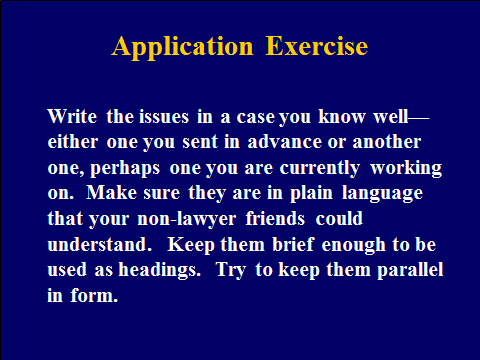 Application Exercise
Write the issues in a case you know well—
either one you sent in advance or another
one, perhaps one you are currently working
on. Make sure they are in plain language
that your non-lawyer friends could
understand. Keep them brief enough to be
used as headings. Try to keep them parallel
in form.